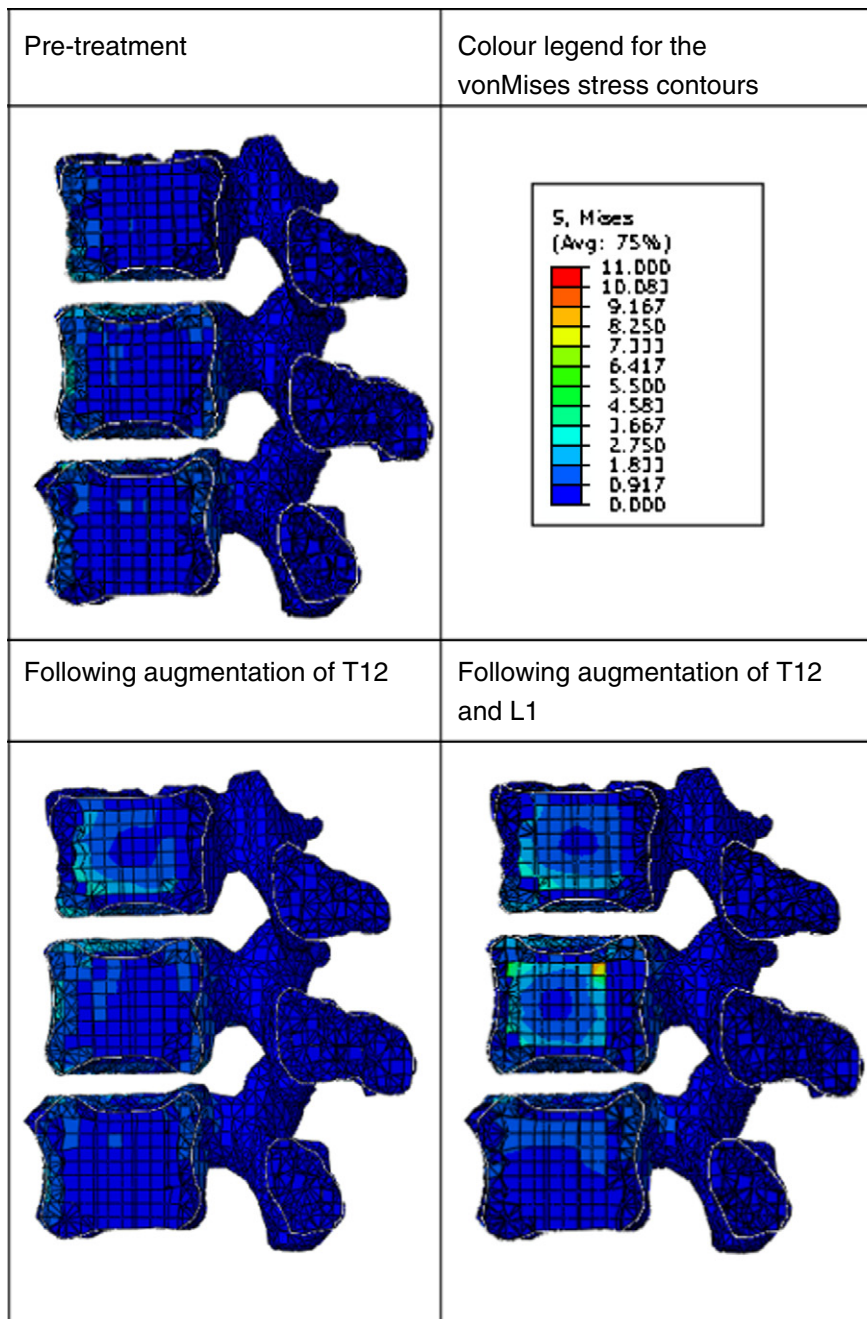 Pre-treatment
Colour legend for the
vonMises stress contours
S, Mises
(Avg: 75%)
11.000
10.083
9.167
8.250
7.333
6.417
5.500
4.583
3.667
2.750
1.833
0.917
0.000
Following augmentation of T12
Following augmentation of T12
and L1